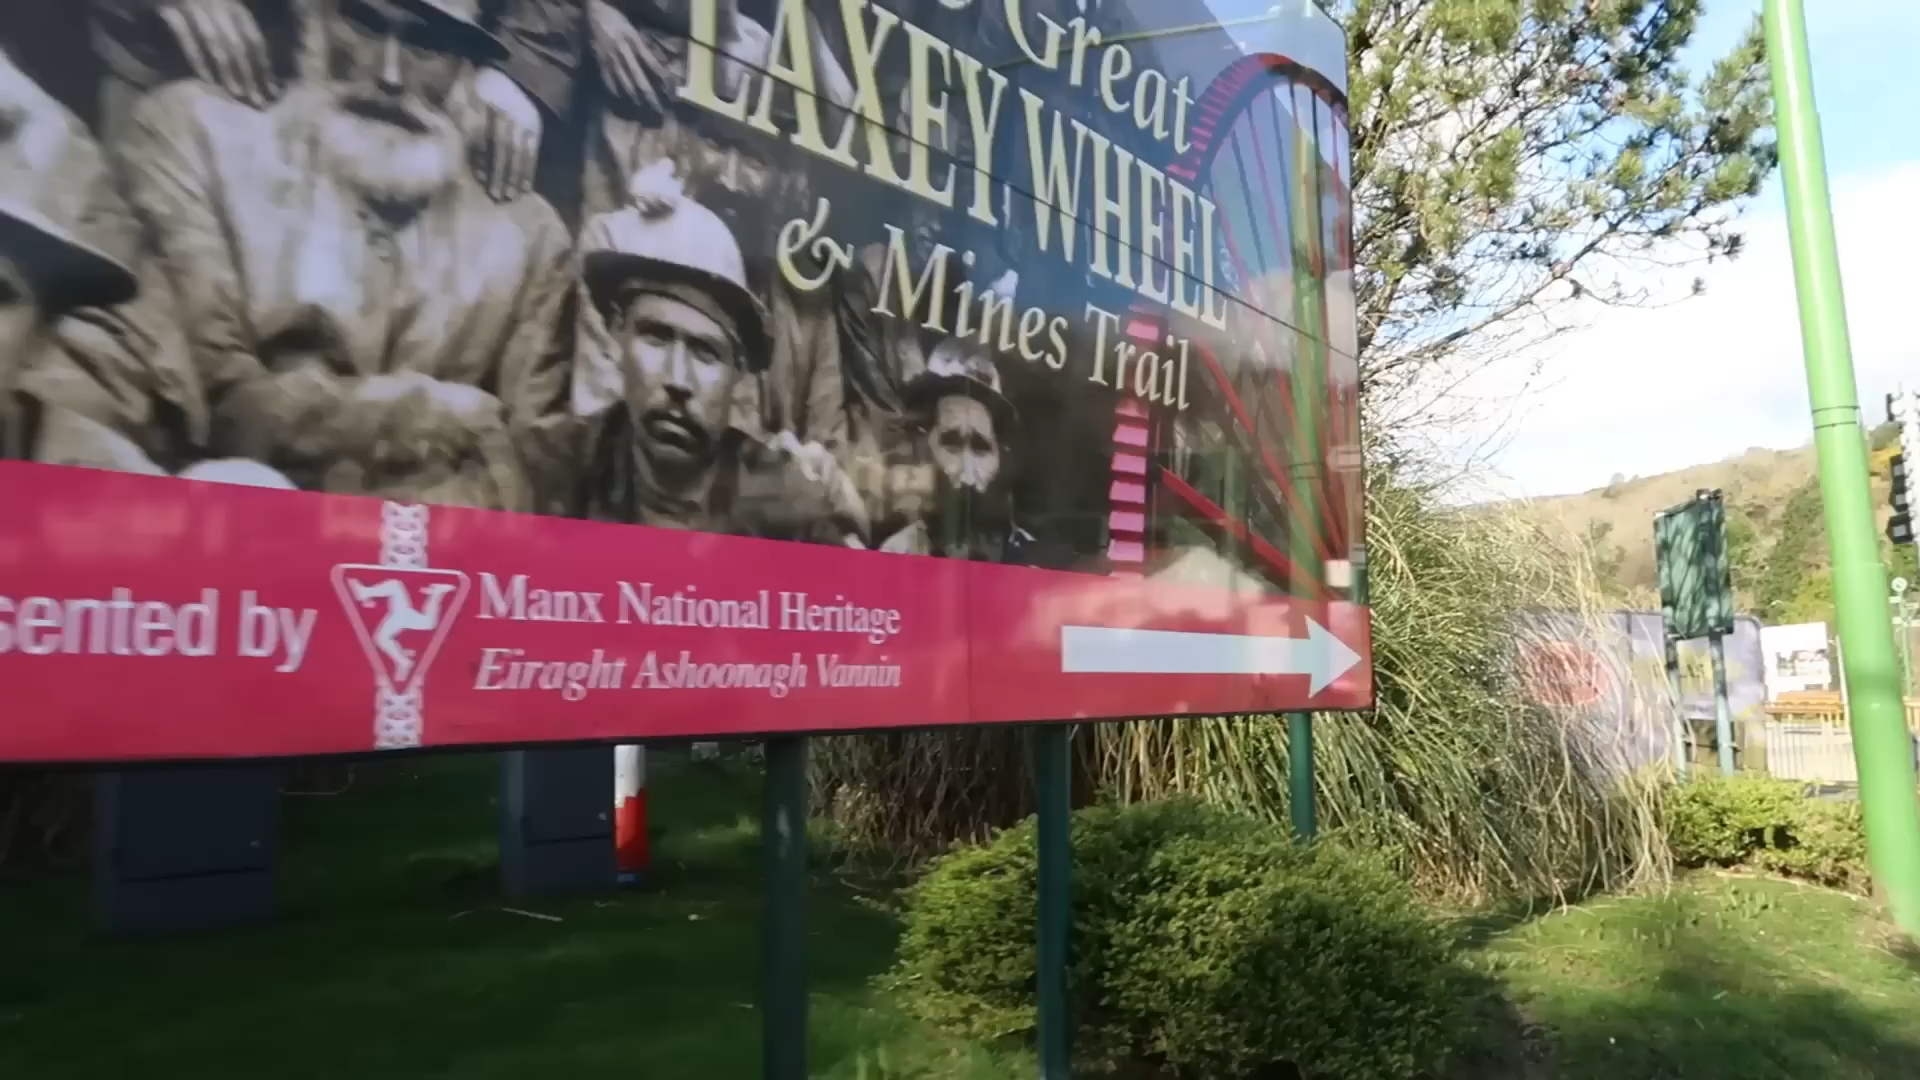 Great
LAXEY WHEEL
& Mines Trail
sented by
Manx National Heritage
Eiraght Ashoonagh Vannin